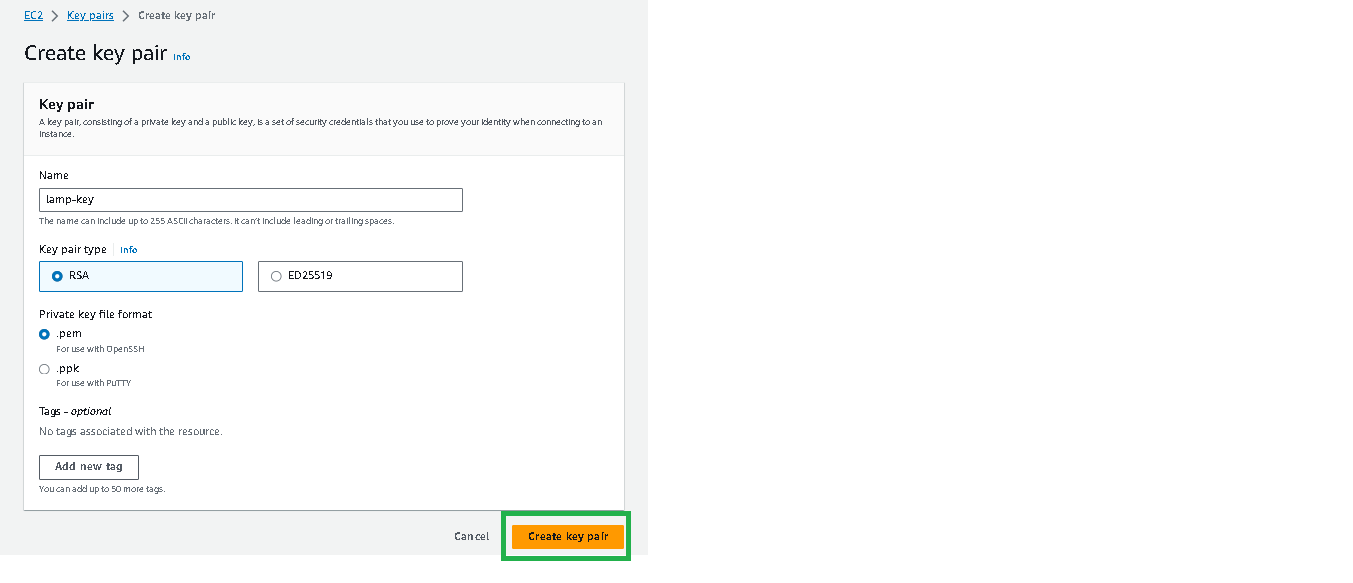 EC2 > Key pairs > Create key pair
Create key pair Info
Key pair
A key pair, consisting of a private key and a public key, is a set of security credentials that you use to prove your identity when connecting to an
instance.
Name
lamp-key
The name can include up to 255 ASCII characters. It can't include leading or trailing spaces.
Key pair type Info
RSA ED25519
Private key file format
.pem
For use with OpenSSH
.ppk
For use with PuTTY
Tags - optional
No tags associated with the resource.
Add new tag
You can add up to 50 more tags.
Cancel Create key pair